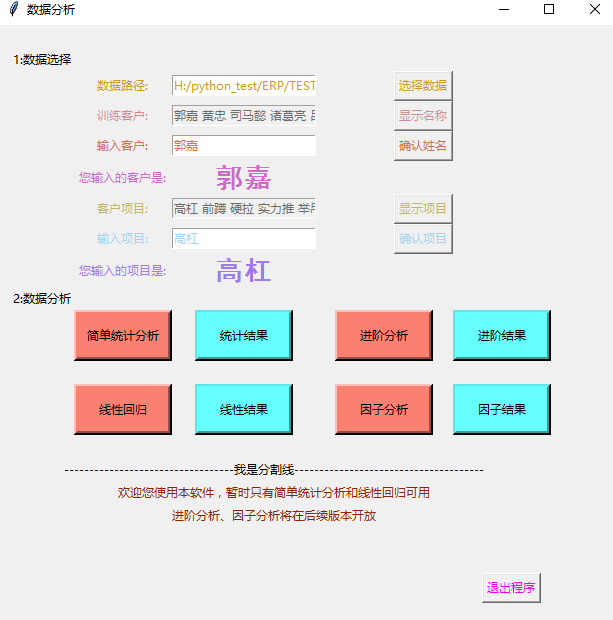 数据分析
1:数据选择
数据路径: H:/python_test/ERP/TEST 选择数据
训练客户: 郭嘉 黄忠 司马懿 诸葛亮 显示名称
输入客户: 郭嘉 确认姓名
您输入的客户是: 郭嘉
客户项目: 高杠 前蹲 硬拉 实力推 举 显示项目
输入项目: 高杠 确认项目
您输入的项目是: 高杠
2:数据分析
简单统计分析 统计结果 进阶分析 进阶结果
线性回归 线性结果 因子分析 因子结果
----------------------------------我是分割线--------------------------------------
欢迎您使用本软件，暂时只有简单统计分析和线性回归可用
进阶分析、因子分析将在后续版本开放
退出程序